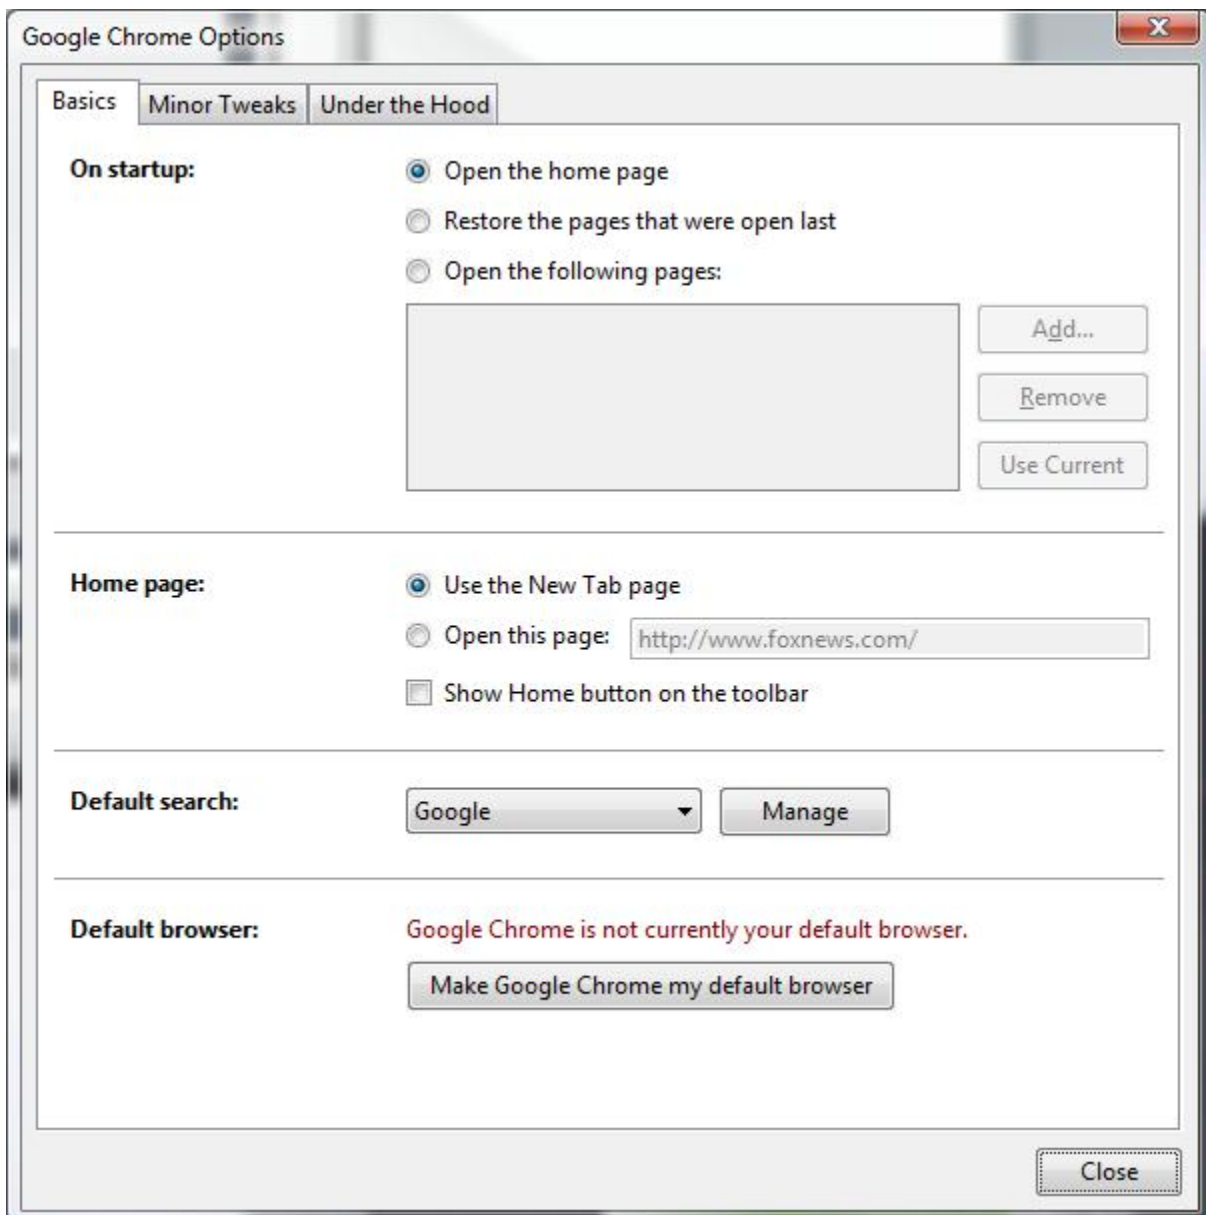 Google Chrome Options
Basics Minor Tweaks Under the Hood
On startup: Open the home page
Restore the pages that were open last
Open the following pages:
Add...
Remove
Use Current
Home page: Use the New Tab page
Open this page: http://www.foxnews.com/
Show Home button on the toolbar
Default search: Google Manage
Default browser: Google Chrome is not currently your default browser.
Make Google Chrome my default browser
Close